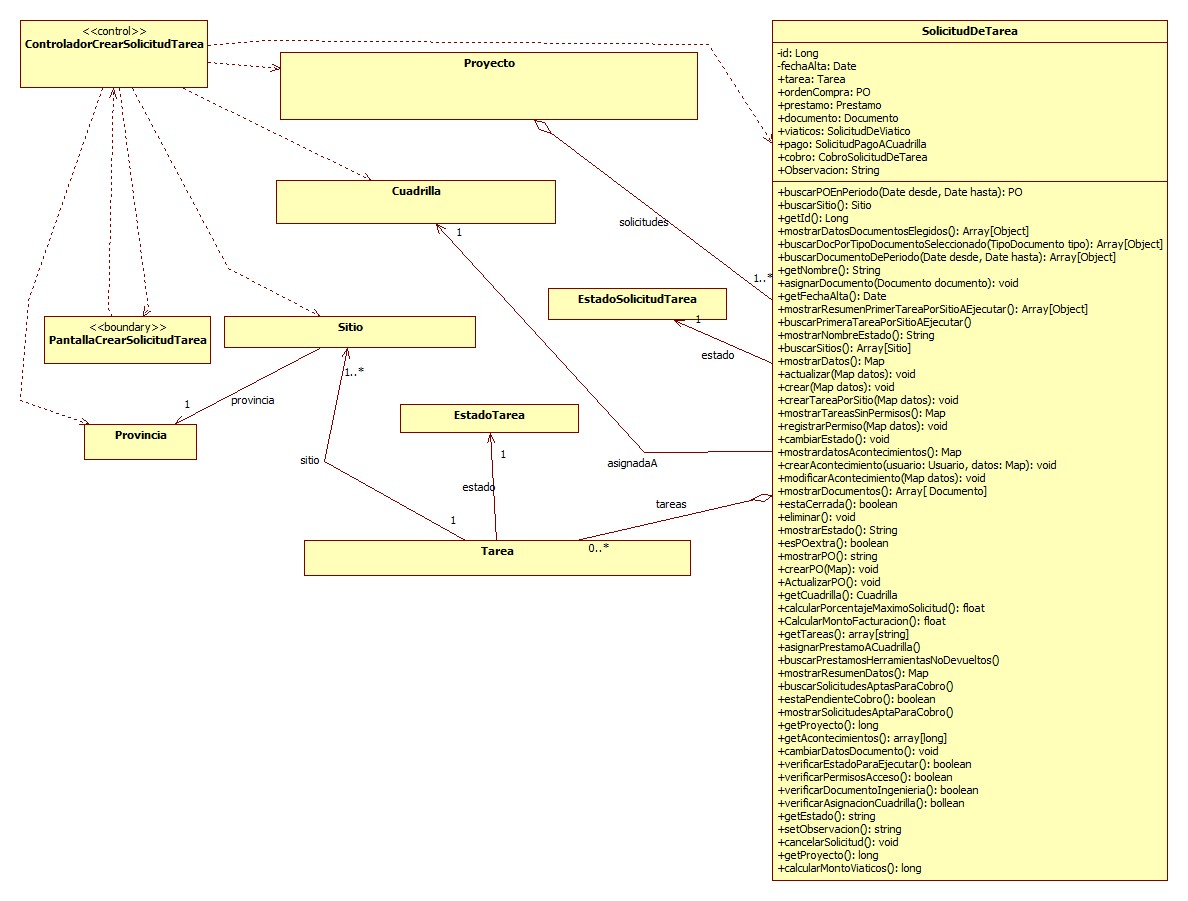 <<control>>
ControladorCrearSolicitudTarea
Proyecto
Cuadrilla
1
solicitudes
1..*
EstadoSolicitudTarea
1
estado
<<boundary>>
PantallaCrearSolicitudTarea
Sitio
1..*
provincia
1
Provincia
EstadoTarea
1
estado
sitio
1
asignadaA
tareas
0..*
Tarea
SolicitudDeTarea
-id: Long
-fechaAlta: Date
+tarea: Tarea
+ordenCompra: PO
+prestamo: Prestamo
+documento: Documento
+viaticos: SolicitudDeViatico
+pago: SolicitudPagoACuadrilla
+cobro: CobroSolicitudDeTarea
+Observacion: String
+buscarPOEnPeriodo(Date desde, Date hasta): PO
+buscarSitio(): Sitio
+getId(): Long
+mostrarDatosDocumentosElegidos(): Array[Object]
+buscarDocPorTipoDocumentoSeleccionado(TipoDocumento tipo): Array[Object]
+buscarDocumentoDePeriodo(Date desde, Date hasta): Array[Object]
+getNombre(): String
+asignarDocumento(Documento documento): void
+getFechaAlta(): Date
+mostrarResumenPrimerTareaPorSitioAEjecutar(): Array[Object]
+buscarPrimeraTareaPorSitioAEjecutar()
+mostrarNombreEstado(): String
+buscarSitios(): Array[Sitio]
+mostrarDatos(): Map
+actualizar(Map datos): void
+crear(Map datos): void
+crearTareaPorSitio(Map datos): void
+mostrarTareasSinPermisos(): Map
+registrarPermiso(Map datos): void
+cambiarEstado(): void
+mostrardatosAcontecimientos(): Map
+crearAcontecimiento(usuario: Usuario, datos: Map): void
+modificarAcontecimiento(Map datos): void
+mostrarDocumentos(): Array[ Documento]
+estaCerrada(): boolean
+eliminar(): void
+mostrarEstado(): String
+esPOextra(): boolean
+mostrarPO(): string
+crearPO(Map): void
+ActualizarPO(): void
+getCuadrilla(): Cuadrilla
+calcularPorcentajeMaximoSolicitud(): float
+CalcularMontoFacturacion(): float
+getTareas(): array[string]
+asignarPrestamoACuadrilla()
+buscarPrestamosHerramientasNoDevueltos()
+mostrarResumenDatos(): Map
+buscarSolicitudesAptasParaCobro()
+estaPendienteCobro(): boolean
+mostrarSolicitudesAptaParaCobro()
+getProyecto(): long
+getAcontecimientos(): array[long]
+cambiarDatosDocumento(): void
+verificarEstadoParaEjecutar(): boolean
+verificarPermisosAcceso(): boolean
+verificarDocumentoIngenieria(): boolean
+verificarAsignacionCuadrilla(): bollean
+getEstado(): string
+setObservacion(): string
+cancelarSolicitud(): void
+getProyecto(): long
+calcularMontoViaticos(): long